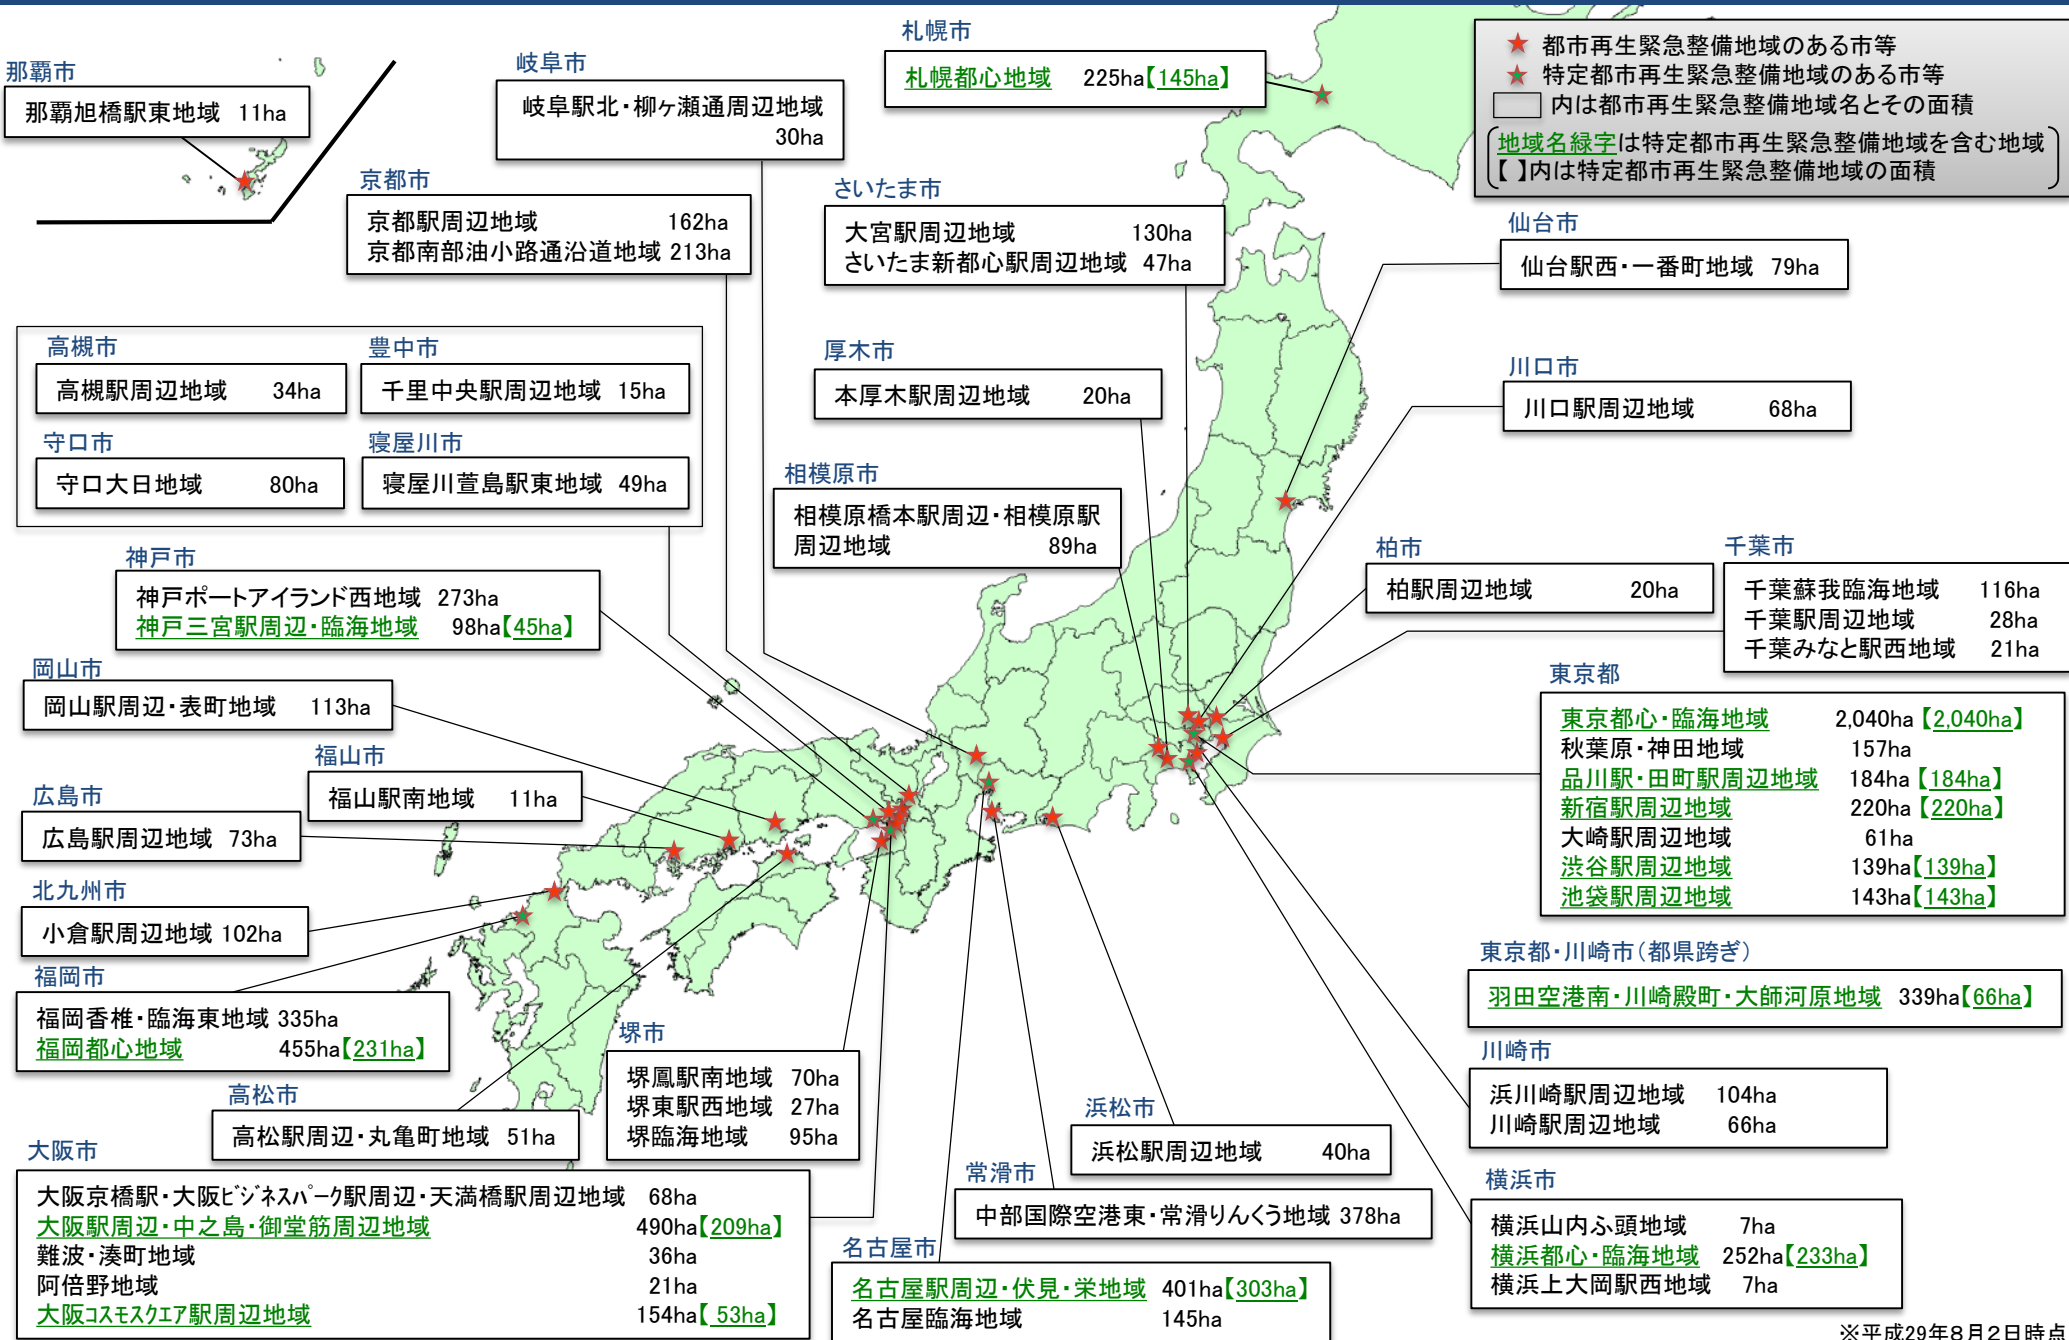 ★ 都市再生緊急整備地域のある市等
★ 特定都市再生緊急整備地域のある市等
内は都市再生緊急整備地域名とその面積
地域名緑字は特定都市再生緊急整備地域を含む地域
【 】内は特定都市再生緊急整備地域の面積
札幌市
札幌都心地域 225ha【145ha】
那覇市
那覇旭橋駅東地域 11ha
岐阜市
岐阜駅北・柳ヶ瀬通周辺地域
30ha
京都市
京都駅周辺地域 162ha
京都南部油小路通沿道地域 213ha
さいたま市
大宮駅周辺地域 130ha
さいたま新都心駅周辺地域 47ha
仙台市
仙台駅西・一番町地域 79ha
高槻市
高槻駅周辺地域 34ha
豊中市
千里中央駅周辺地域 15ha
守口市
守口大日地域 80ha
寝屋川市
寝屋川萱島駅東地域 49ha
厚木市
本厚木駅周辺地域 20ha
川口市
川口駅周辺地域 68ha
相模原市
相模原橋本駅周辺・相模原駅
周辺地域 89ha
柏市
柏駅周辺地域 20ha
千葉市
千葉蘇我臨海地域 116ha
千葉駅周辺地域 28ha
千葉みなと駅西地域 21ha
神戸市
神戸ポートアイランド西地域 273ha
神戸三宮駅周辺・臨海地域 98ha【45ha】
岡山市
岡山駅周辺・表町地域 113ha
福山市
福山駅南地域 11ha
広島市
広島駅周辺地域 73ha
北九州市
小倉駅周辺地域 102ha
福岡市
福岡香椎・臨海東地域 335ha
福岡都心地域 455ha【231ha】
東京都
東京都心・臨海地域 2,040ha【2,040ha】
秋葉原・神田地域 157ha
品川駅・田町駅周辺地域 184ha【184ha】
新宿駅周辺地域 220ha【220ha】
大崎駅周辺地域 61ha
渋谷駅周辺地域 139ha【139ha】
池袋駅周辺地域 143ha【143ha】
東京都・川崎市（都県跨ぎ）
羽田空港南・川崎殿町・大師河原地域 339ha【66ha】
川崎市
浜川崎駅周辺地域 104ha
川崎駅周辺地域 66ha
高松市
高松駅周辺・丸亀町地域 51ha
堺市
堺鳳駅南地域 70ha
堺東駅西地域 27ha
堺臨海地域 95ha
浜松市
浜松駅周辺地域 40ha
常滑市
中部国際空港東・常滑りんくう地域 378ha
大阪市
大阪京橋駅・大阪ﾋﾞｼﾞﾈｽﾊﾟｰｸ駅周辺・天満橋駅周辺地域 68ha
大阪駅周辺・中之島・御堂筋周辺地域 490ha【209ha】
難波・湊町地域 36ha
阿倍野地域 21ha
大阪ｺｽﾓｽｸｴｱ駅周辺地域 154ha【 53ha】
名古屋市
名古屋駅周辺・伏見・栄地域 401ha【303ha】
名古屋臨海地域 145ha
横浜市
横浜山内ふ頭地域 7ha
横浜都心・臨海地域 252ha【233ha】
横浜上大岡駅西地域 7ha
※平成29年８月２日時点